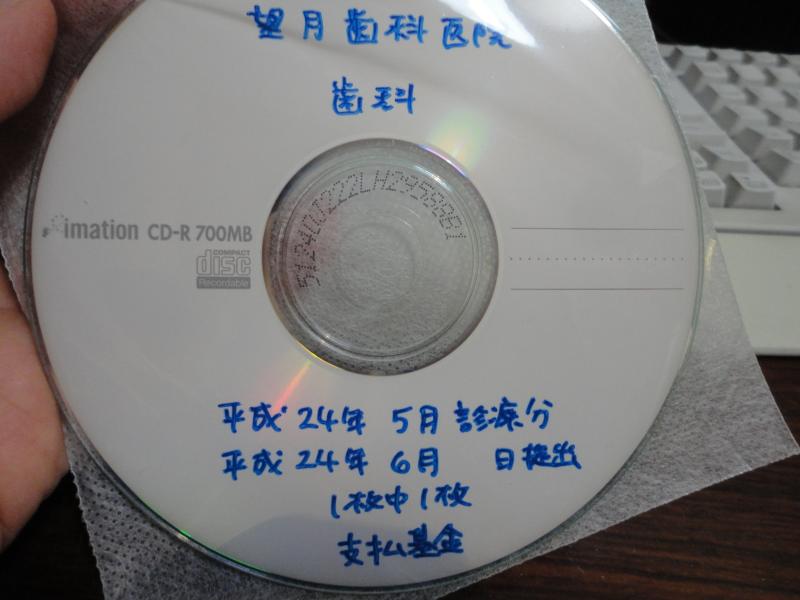 望月歯科医院
歯科
imation CD-R 700MB
COMPACT
disc
Recordable
平成24年 5月 診療分
平成24年 6月 日提出
1枚中1枚
支払基金